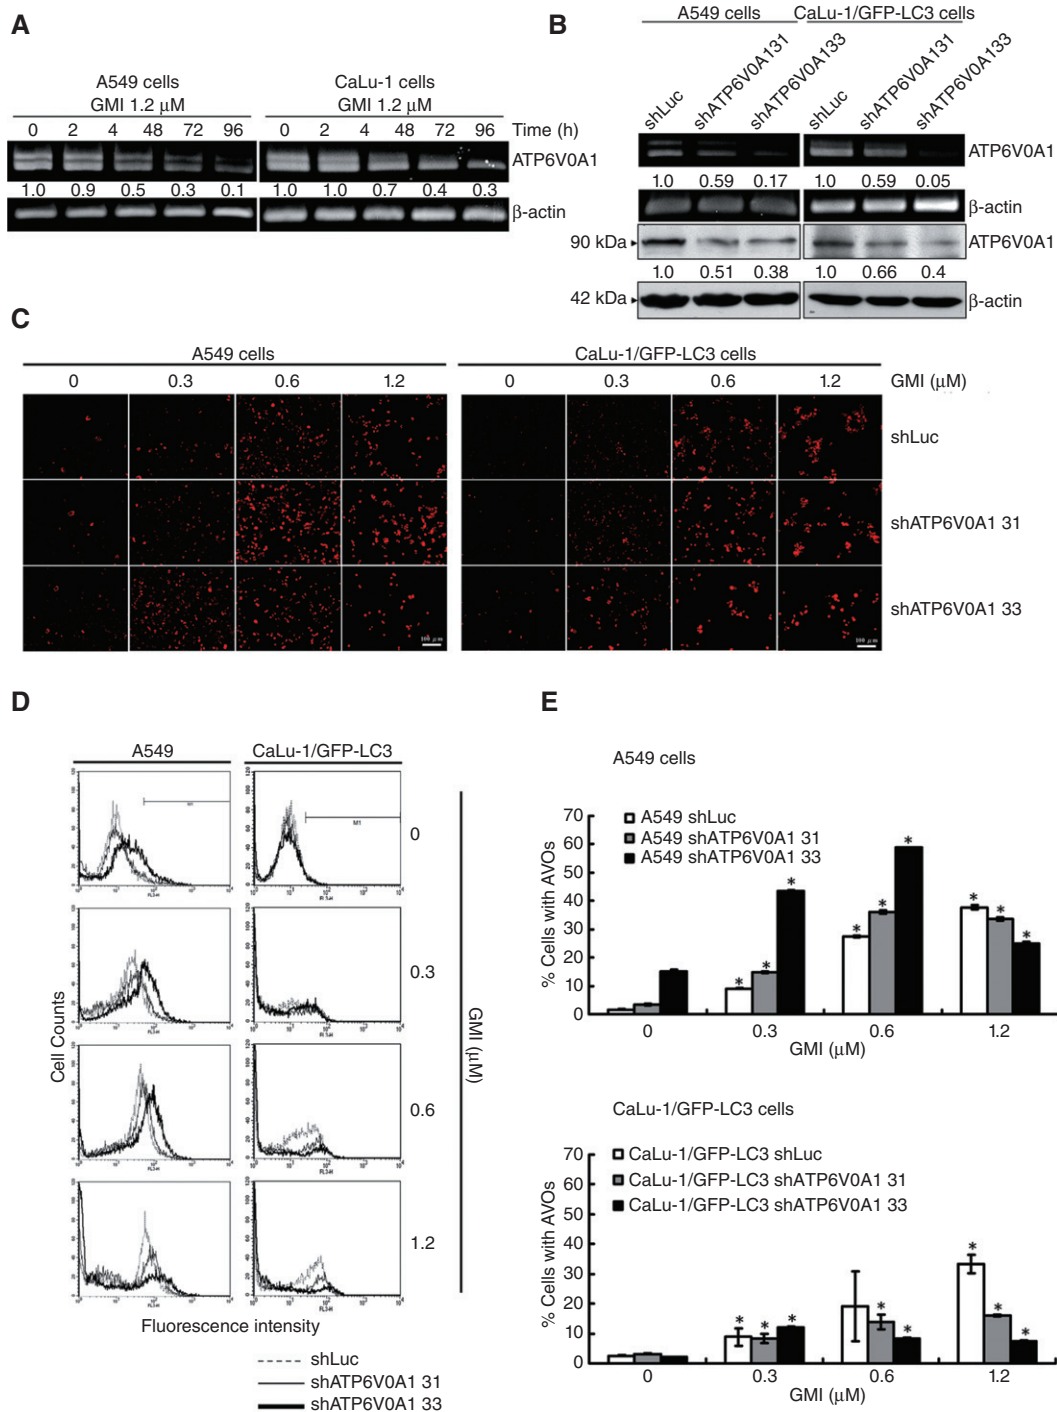 A
A549 cells
GMI 1.2 μM
CaLu-1 cells
GMI 1.2 μM
0 2 4 48 72 96
0 2 4 48 72 96
Time (h)
ATP6V0A1
1.0 0.9 0.5 0.3 0.1
1.0 1.0 0.7 0.4 0.3
β-actin
B
A549 cells
CaLu-1/GFP-LC3 cells
shLuc
shATP6V0A131
shATP6V0A133
shLuc
shATP6V0A131
shATP6V0A133
ATP6V0A1
1.0 0.59 0.17
1.0 0.59 0.05
β-actin
90 kDa
ATP6V0A1
1.0 0.51 0.38
1.0 0.66 0.4
42 kDa
β-actin
C
A549 cells
CaLu-1/GFP-LC3 cells
0 0.3 0.6 1.2
0 0.3 0.6 1.2
GMI (μM)
shLuc
shATP6V0A1 31
shATP6V0A1 33
100 μm
100 μm
D
A549
CaLu-1/GFP-LC3
M1
0
0.3
0.6
1.2
GMI (μM)
Cell Counts
FL3-H
Fluorescence intensity
shLuc
shATP6V0A1 31
shATP6V0A1 33
E
A549 cells
% Cells with AVOs
70
60
50
40
30
20
10
0
A549 shLuc
A549 shATP6V0A1 31
A549 shATP6V0A1 33
* * * * * * * * *
0 0.3 0.6 1.2
GMI (μM)
CaLu-1/GFP-LC3 cells
% Cells with AVOs
70
60
50
40
30
20
10
0
CaLu-1/GFP-LC3 shLuc
CaLu-1/GFP-LC3 shATP6V0A1 31
CaLu-1/GFP-LC3 shATP6V0A1 33
* * * * * * * *
0 0.3 0.6 1.2
GMI (μM)